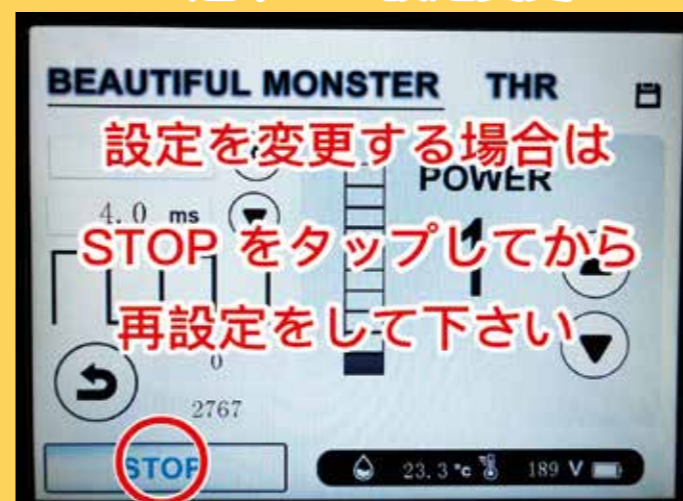 BEAUTIFUL MONSTER THR
設定を変更する場合は
POWER
4.0 ms
STOP をタップしてから
1
再設定をして下さい
0
2767
STOP
23.3 °C 189 V